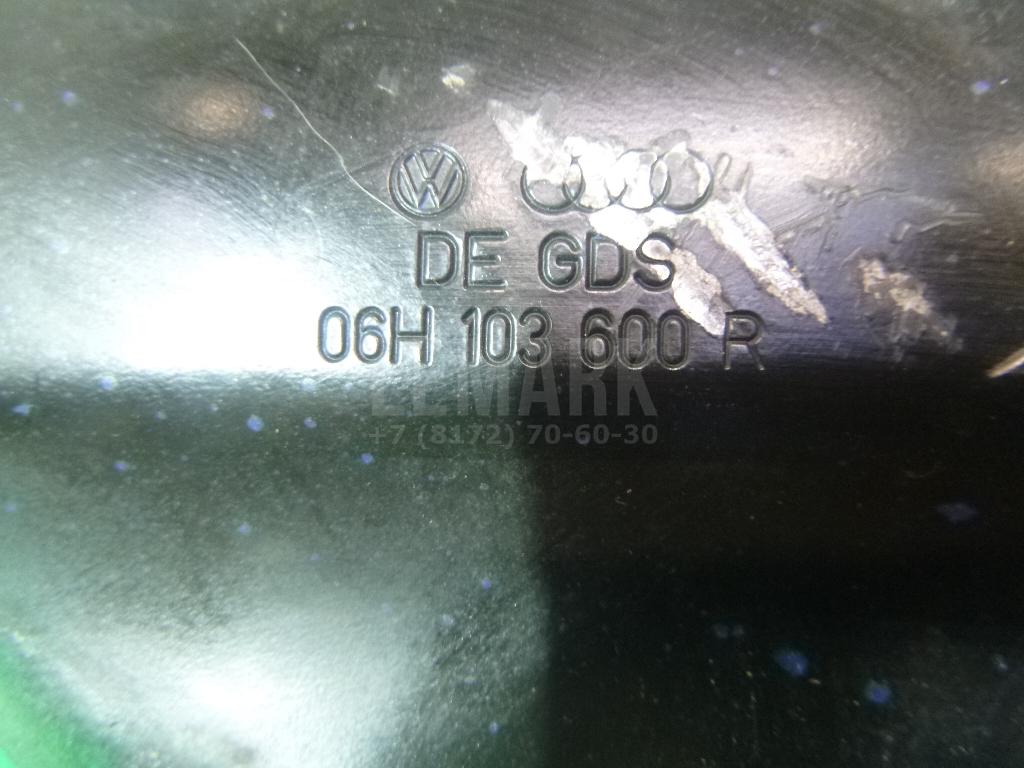 DE GDS
06H 103 600 R
LEMARK
+7 (8172) 70-60-30